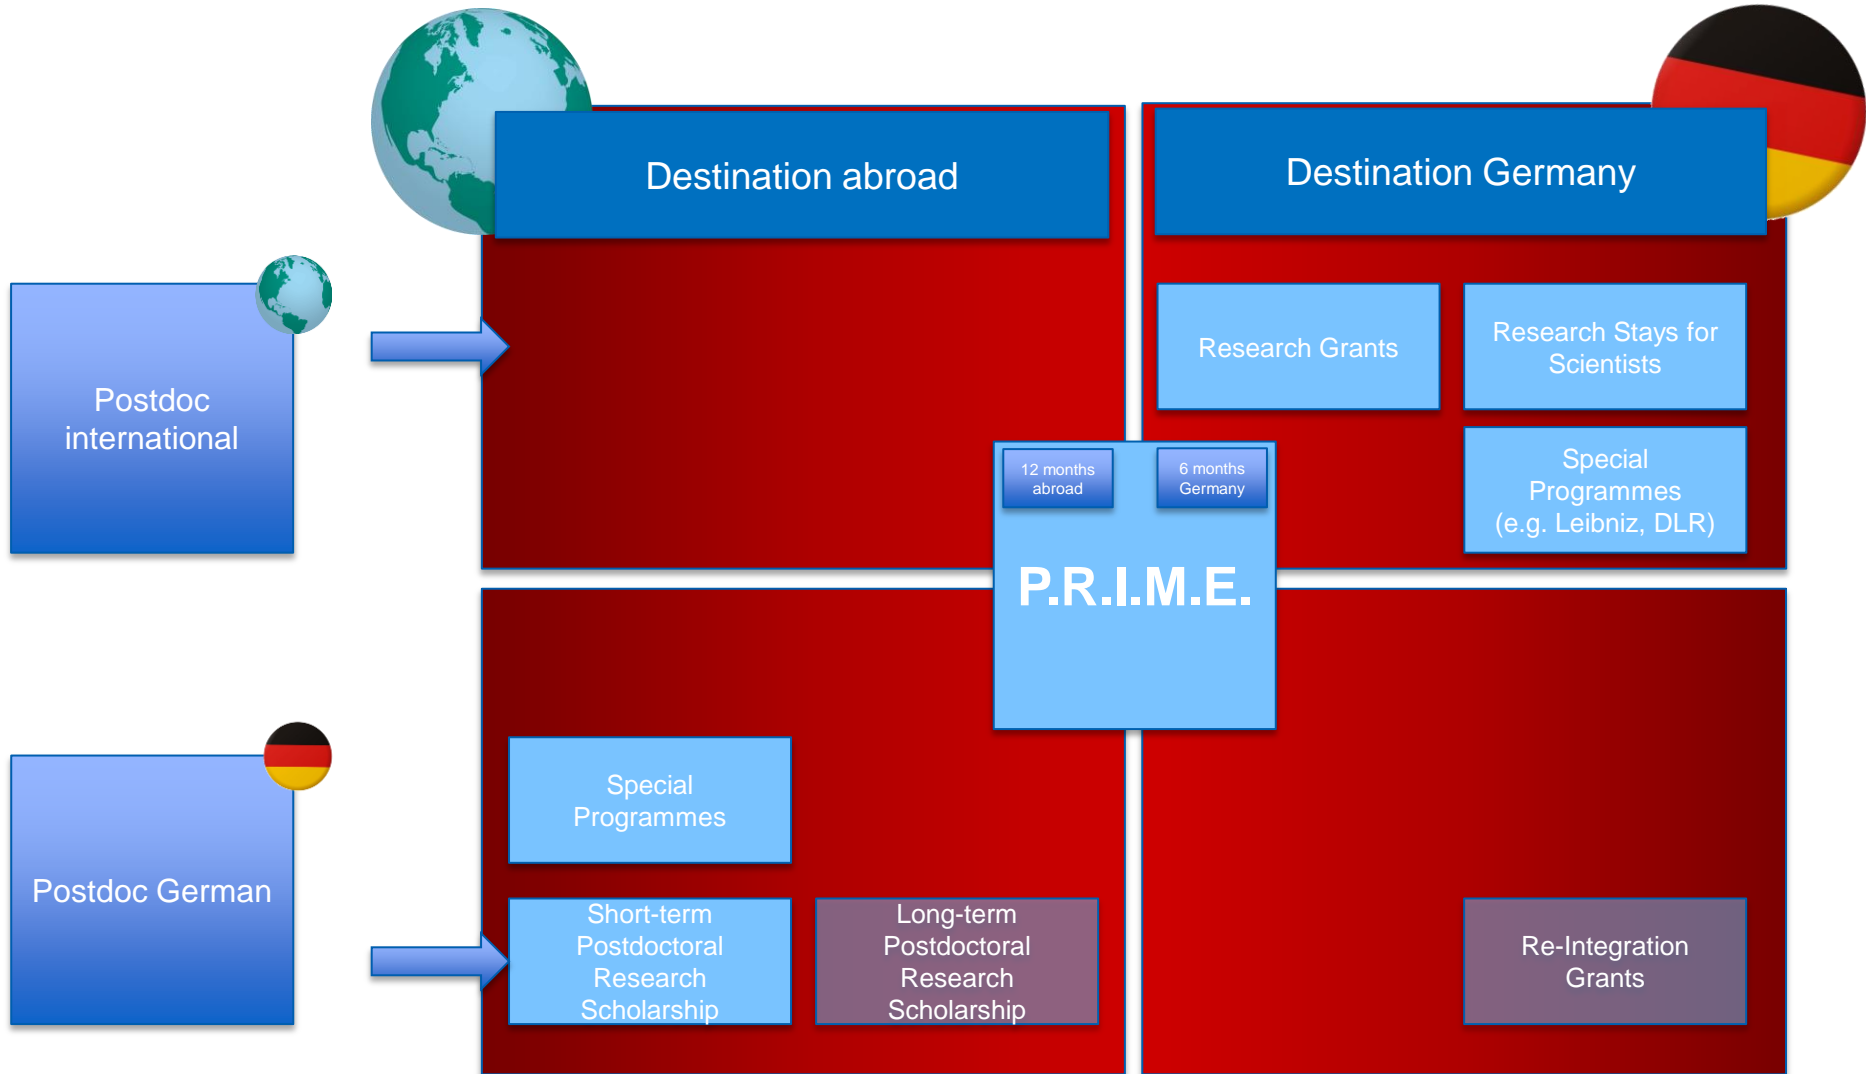 Destination abroad
Destination Germany
Postdoc
international
Research Grants
Research Stays for
Scientists
Special
Programmes
(e.g. Leibniz, DLR)
12 months
abroad
6 months
Germany
P.R.I.M.E.
Postdoc German
Special
Programmes
Short-term
Postdoctoral
Research
Scholarship
Long-term
Postdoctoral
Research
Scholarship
Re-Integration
Grants